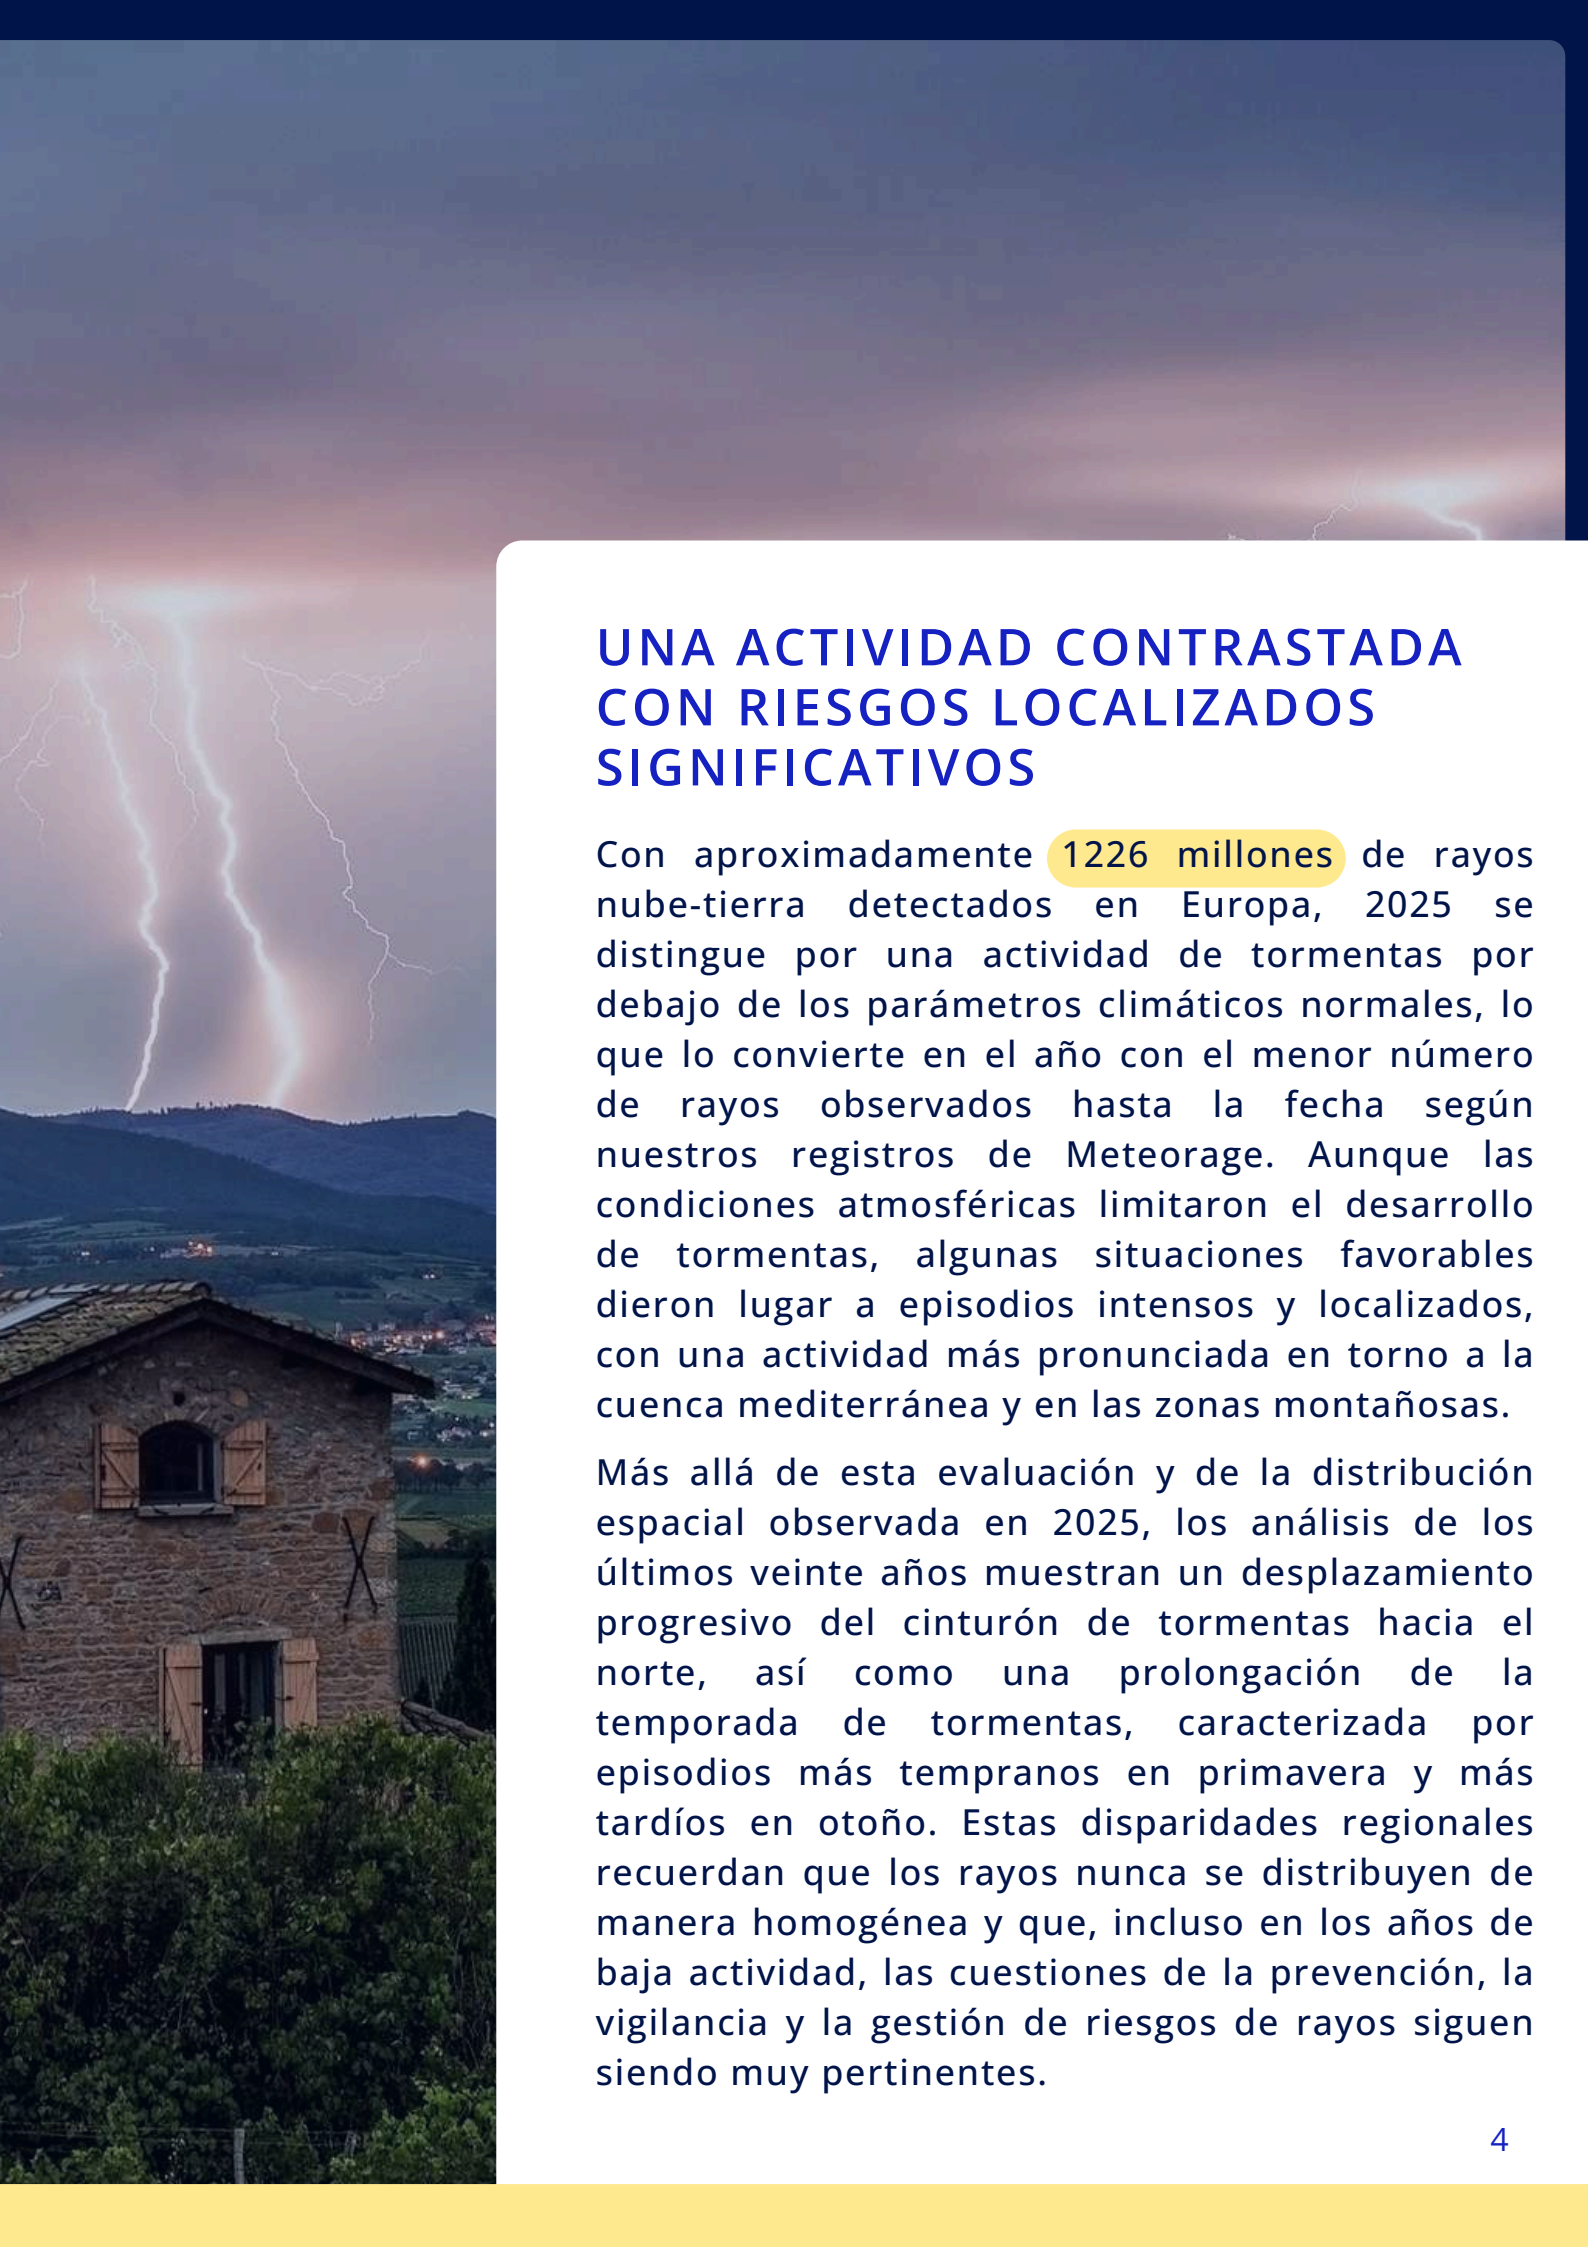 UNA ACTIVIDAD CONTRASTADA
CON RIESGOS LOCALIZADOS
SIGNIFICATIVOS
Con aproximadamente 1226 millones de rayos
nube-tierra detectados en Europa, 2025 se
distingue por una actividad de tormentas por
debajo de los parámetros climáticos normales, lo
que lo convierte en el año con el menor número
de rayos observados hasta la fecha según
nuestros registros de Meteorage. Aunque las
condiciones atmosféricas limitaron el desarrollo
de tormentas, algunas situaciones favorables
dieron lugar a episodios intensos y localizados,
con una actividad más pronunciada en torno a la
cuenca mediterránea y en las zonas montañosas.
Más allá de esta evaluación y de la distribución
espacial observada en 2025, los análisis de los
últimos veinte años muestran un desplazamiento
progresivo del cinturón de tormentas hacia el
norte, así como una prolongación de la
temporada de tormentas, caracterizada por
episodios más tempranos en primavera y más
tardíos en otoño. Estas disparidades regionales
recuerdan que los rayos nunca se distribuyen de
manera homogénea y que, incluso en los años de
baja actividad, las cuestiones de la prevención, la
vigilancia y la gestión de riesgos de rayos siguen
siendo muy pertinentes.
4